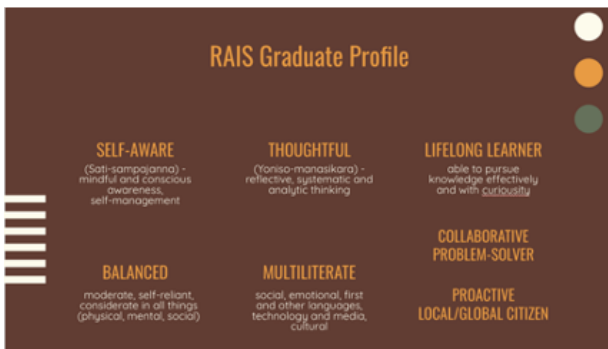 RAIS Graduate Profile
SELF-AWARE
(Sati-sampajanna) -
mindful and conscious
awareness,
self-management
THOUGHTFUL
(Yoniso-manasikara) -
reflective, systematic and
analytic thinking
LIFELONG LEARNER
able to pursue
knowledge effectively
and with curiousity
COLLABORATIVE
PROBLEM-SOLVER
BALANCED
moderate, self-reliant,
considerate in all things
(physical, mental, social)
MULTILITERATE
social, emotional, first
and other languages,
technology and media,
cultural
PROACTIVE
LOCAL/GLOBAL CITIZEN